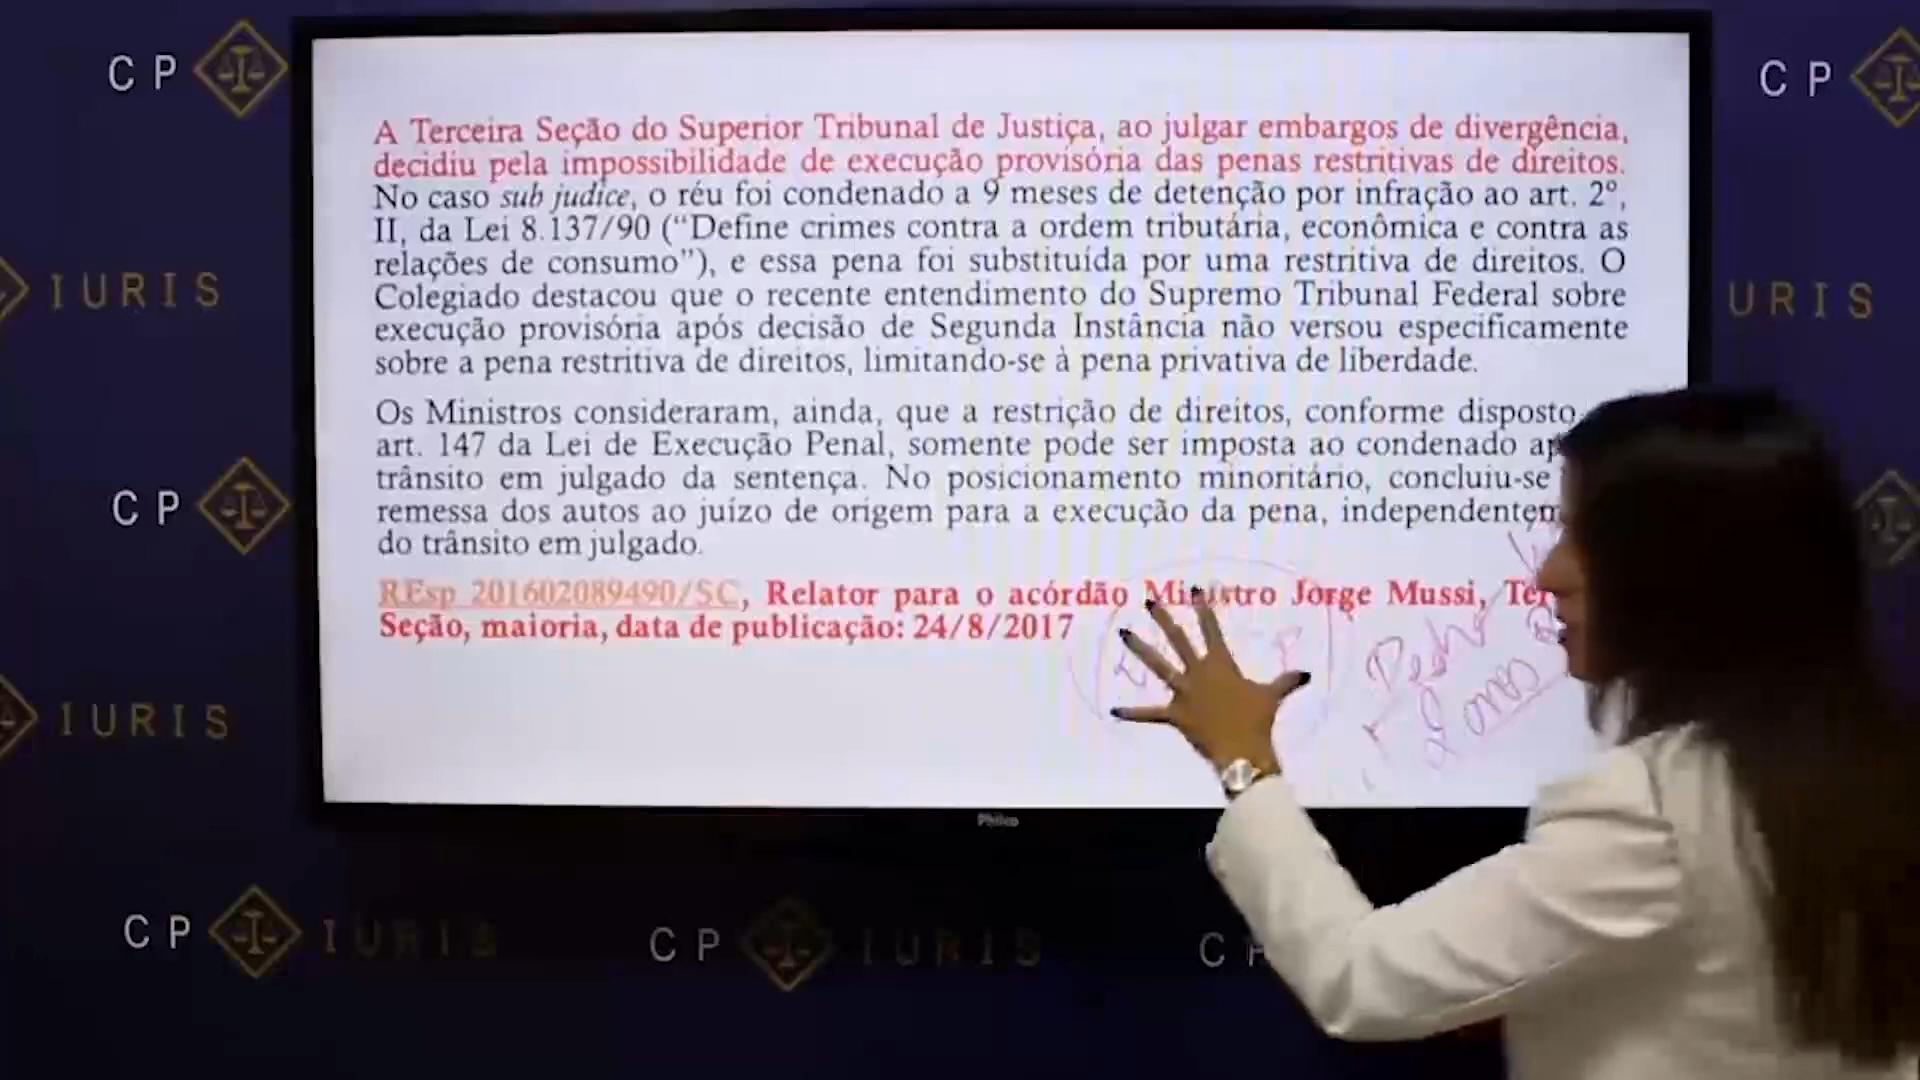 CP
CP
A Terceira Seção do Superior Tribunal de Justiça, ao julgar embargos de divergência,
decidiu pela impossibilidade de execução provisória das penas restritivas de direitos.
No caso sub judice, o réu foi condenado a 9 meses de detenção por infração ao art. 2º,
II, da Lei 8.137/90 (“Define crimes contra a ordem tributária, econômica e contra as
relações de consumo”), e essa pena foi substituída por uma restritiva de direitos. O
Colegiado destacou que o recente entendimento do Supremo Tribunal Federal sobre
execução provisória após decisão de Segunda Instância não versou especificamente
sobre a pena restritiva de direitos, limitando-se à pena privativa de liberdade.
Os Ministros consideraram, ainda, que a restrição de direitos, conforme disposto
art. 147 da Lei de Execução Penal, somente pode ser imposta ao condenado
trânsito em julgado da sentença. No posicionamento minoritário, concluiu-se
remessa dos autos ao juízo de origem para a execução da pena,
do trânsito em julgado.
REsp 201602089490/SC, Relator para o acórdão Ministro Jorge Mussi,
Seção, maioria, data de publicação: 24/8/2017
Philco
IURIS
URIS
CP
IURIS
CP IURIS
CP IURIS
C